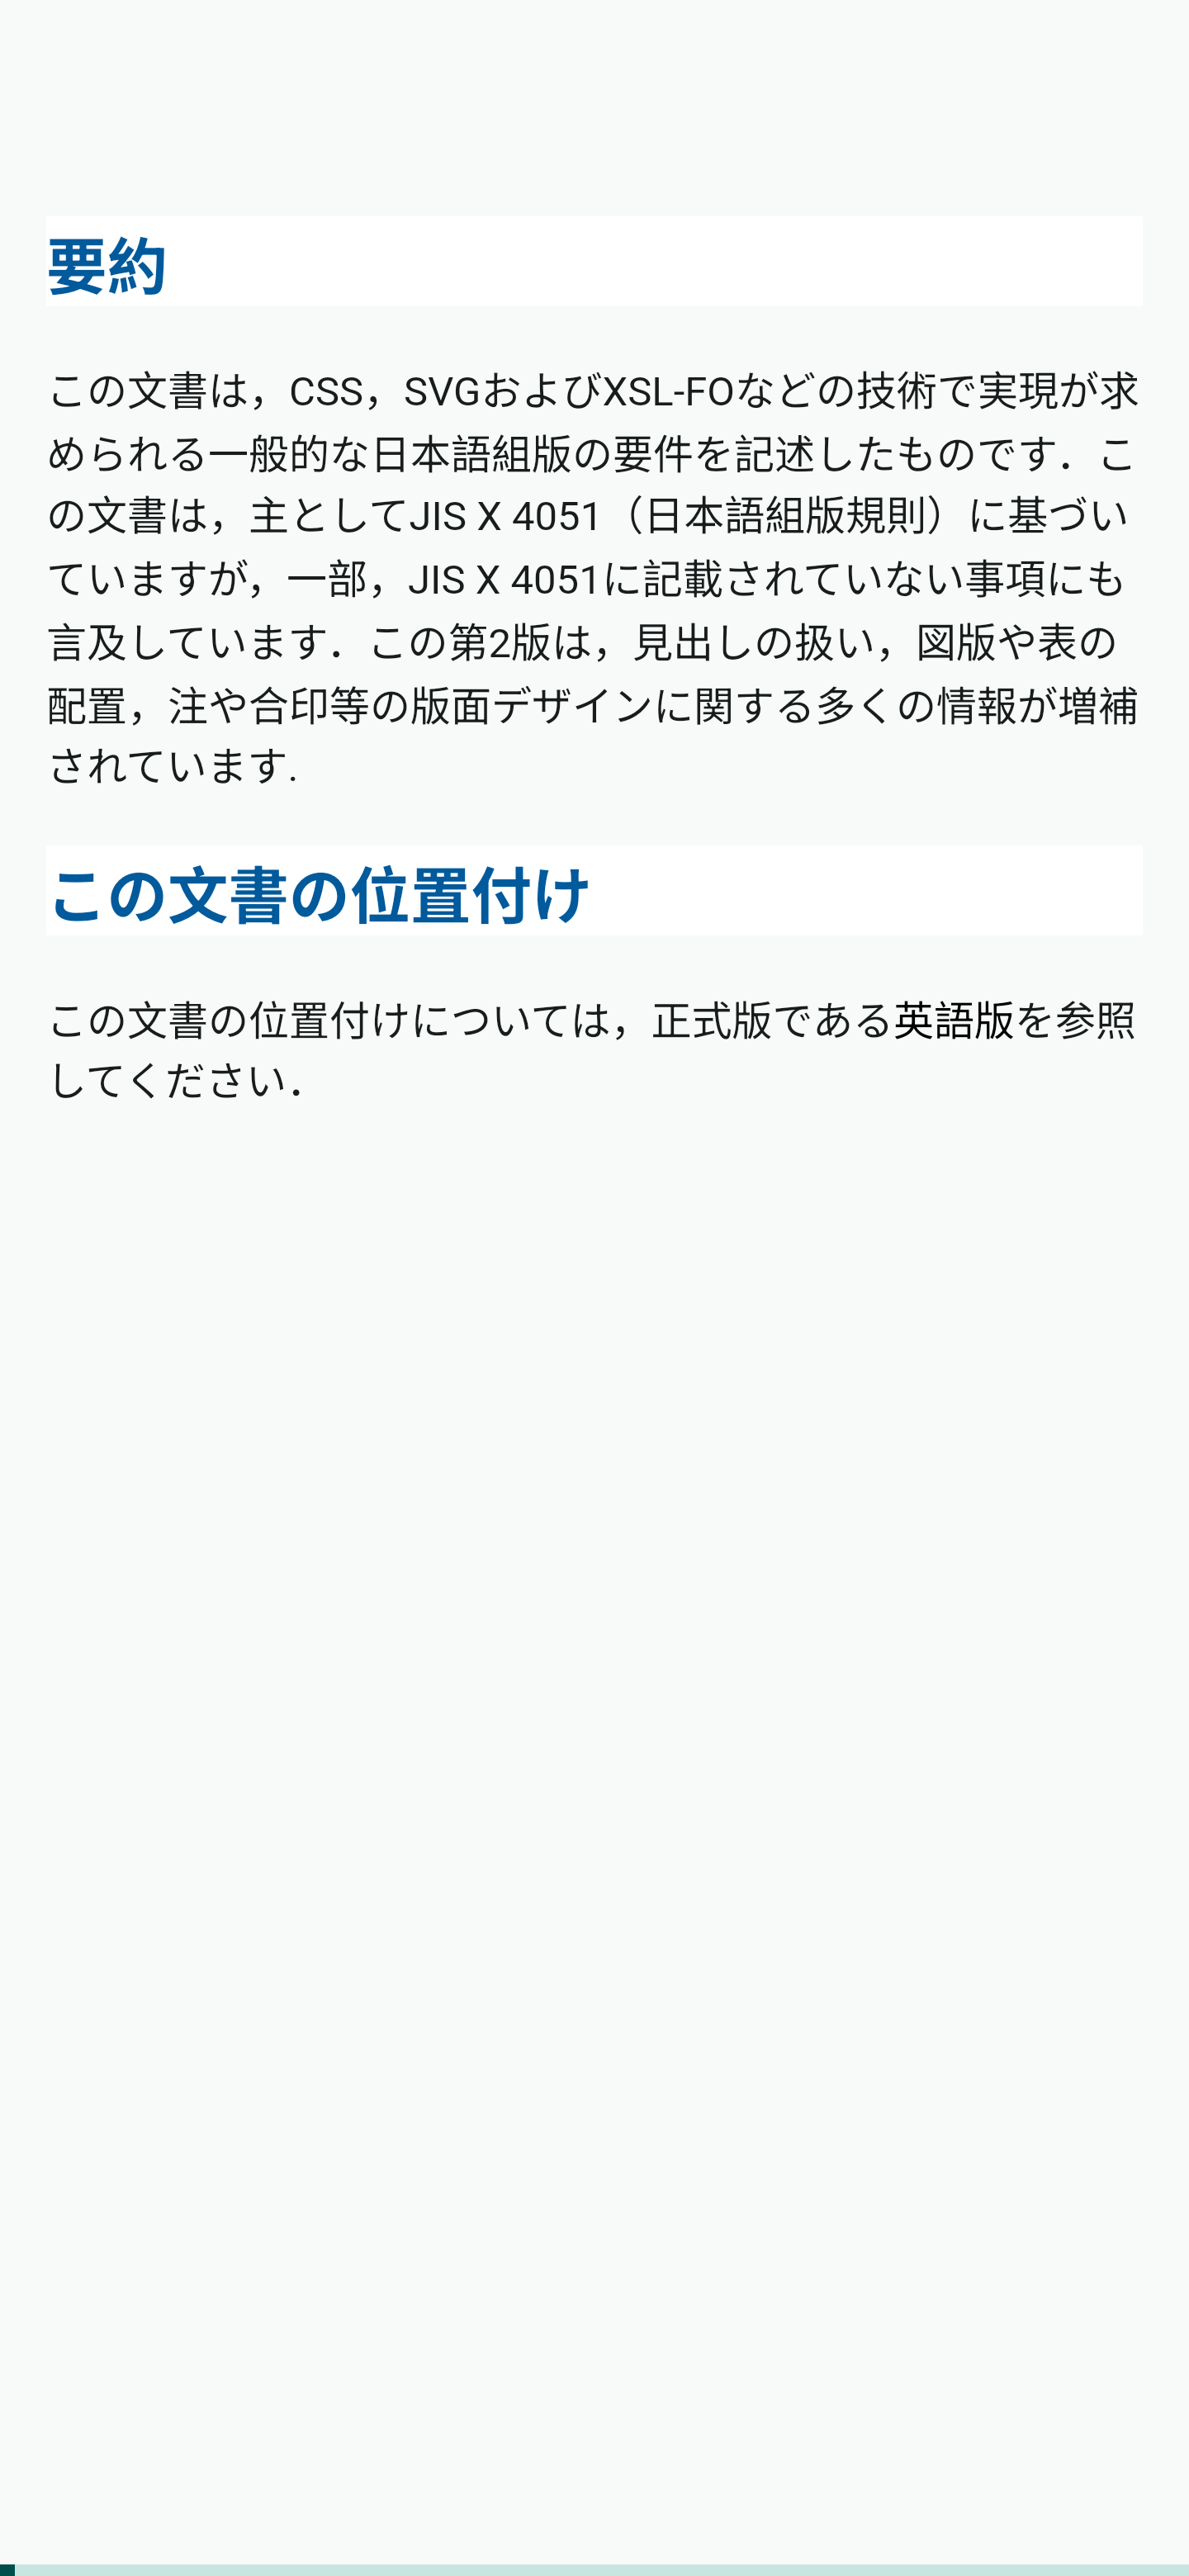 要約
この文書は，CSS，SVGおよびXSL-FOなどの技術で実現が求
められる一般的な日本語組版の要件を記述したものです．こ
の文書は，主としてJIS X 4051（日本語組版規則）に基づい
ていますが，一部，JIS X 4051に記載されていない事項にも
言及しています．この第2版は，見出しの扱い，図版や表の
配置，注や合印等の版面デザインに関する多くの情報が増補
されています.
この文書の位置付け
この文書の位置付けについては，正式版である英語版を参照
してください．